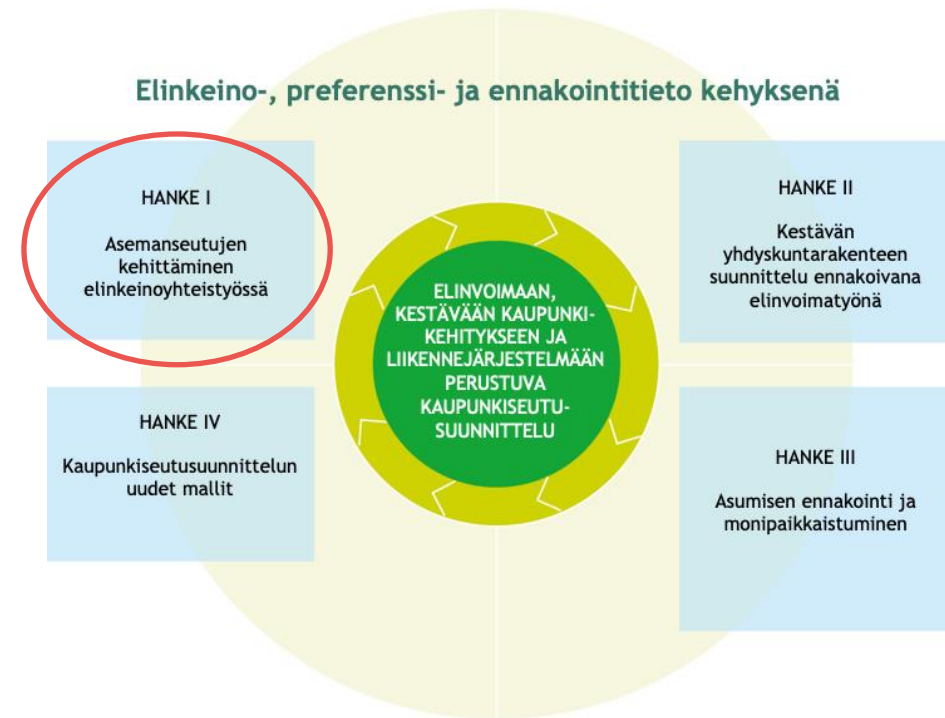 Elinkeino-, preferenssi- ja ennakointitieto kehyksenä
HANKE I
Asemanseutujen
kehittäminen
elinkeinoyhteistyössä
HANKE II
Kestävän
yhdyskuntarakenteen
suunnittelu ennakoivana
elinvoimatyönä
ELINVOIMAAN,
KESTÄVÄÄN KAUPUNKI-
KEHITYKSEEN JA
LIIKENNEJÄRJESTELMÄÄN
PERUSTUVA
KAUPUNKISEUTU-
SUUNNITTELU
HANKE IV
Kaupunkiseutusuunnittelun
uudet mallit
HANKE III
Asumisen ennakointi ja
monipaikkaistuminen